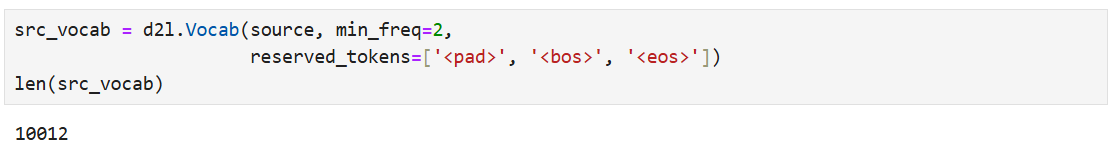 src_vocab = d2l.Vocab(source, min_freq=2,
                      reserved_tokens=['<pad>', '<bos>', '<eos>'])
len(src_vocab)
10012